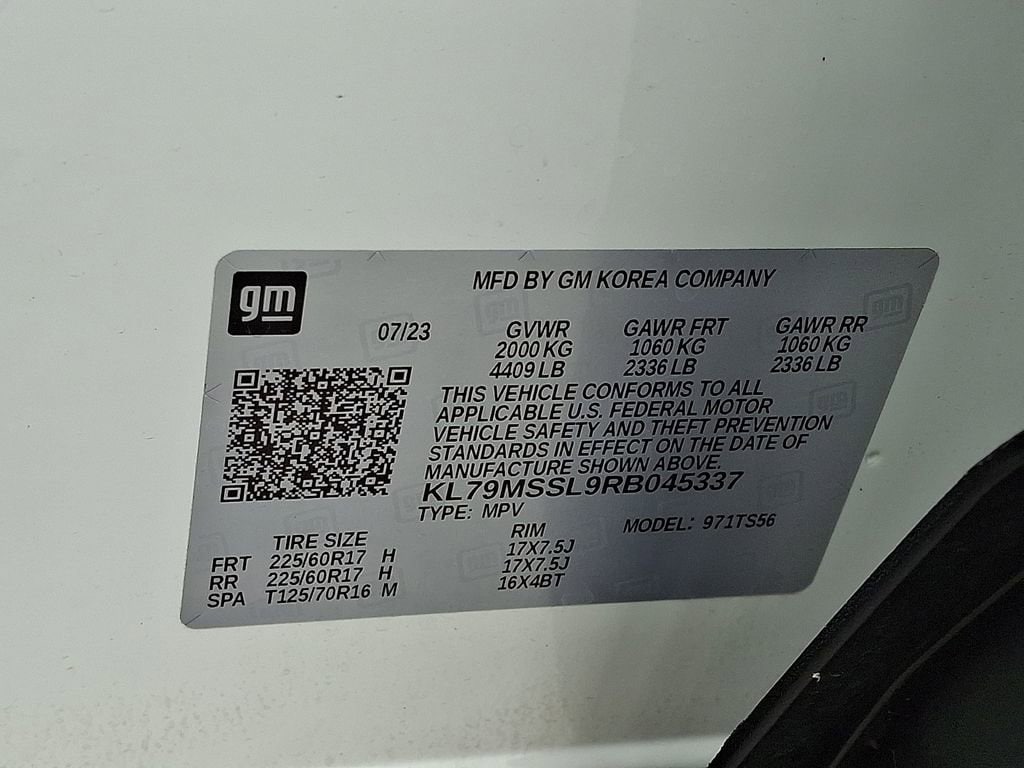 gm
MFD BY GM KOREA COMPANY
07/23 GVWR GAWR FRT GAWR RR
2000 KG 1060 KG 1060 KG
4409 LB 2336 LB 2336 LB
THIS VEHICLE CONFORMS TO ALL
APPLICABLE U.S. FEDERAL MOTOR
VEHICLE SAFETY AND THEFT PREVENTION
STANDARDS IN EFFECT ON THE DATE OF
MANUFACTURE SHOWN ABOVE.
KL79MSSL9RB045337
TYPE: MPV MODEL: 971TS56
TIRE SIZE RIM
FRT 225/60R17 H 17X7.5J
RR 225/60R17 H 17X7.5J
SPA T125/70R16 M 16X4BT